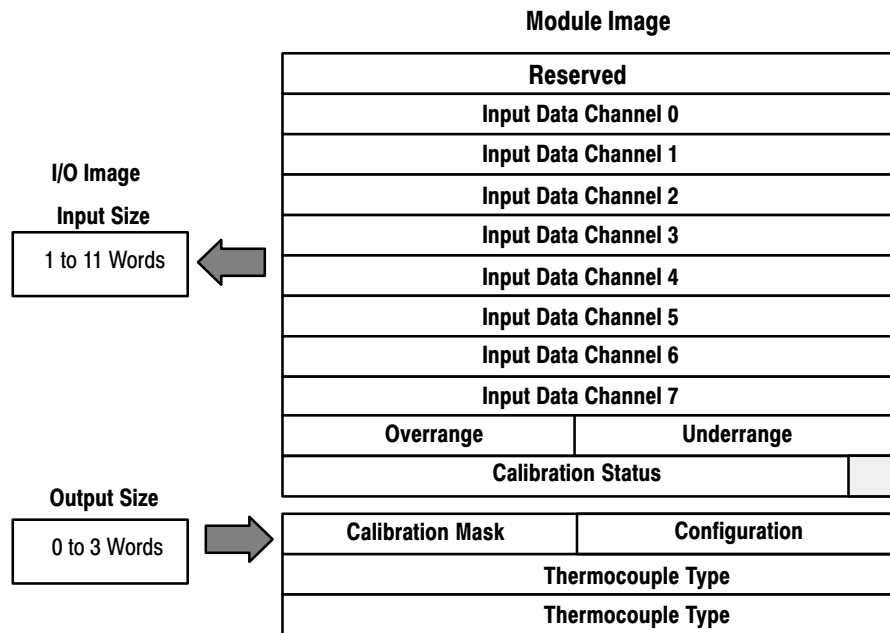 Module Image
Reserved
Input Data Channel 0
Input Data Channel 1
I/O Image
Input Data Channel 2
Input Size
Input Data Channel 3
1 to 11 Words
Input Data Channel 4
Input Data Channel 5
Input Data Channel 6
Input Data Channel 7
Overrange Underrange
Calibration Status
Output Size
0 to 3 Words
Calibration Mask Configuration
Thermocouple Type
Thermocouple Type